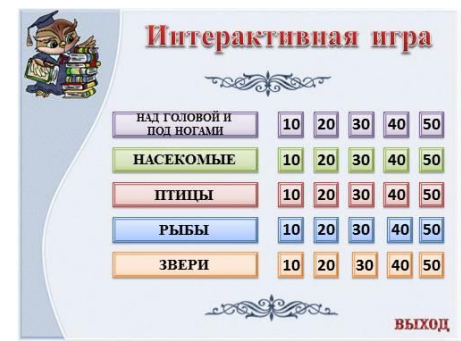 Интерактивная игра
НАД ГОЛОВОЙ И
ПОД НОГАМИ 10 20 30 40 50
НАСЕКОМЫЕ 10 20 30 40 50
ПТИЦЫ 10 20 30 40 50
РЫБЫ 10 20 30 40 50
ЗВЕРИ 10 20 30 40 50
ВЫХОД